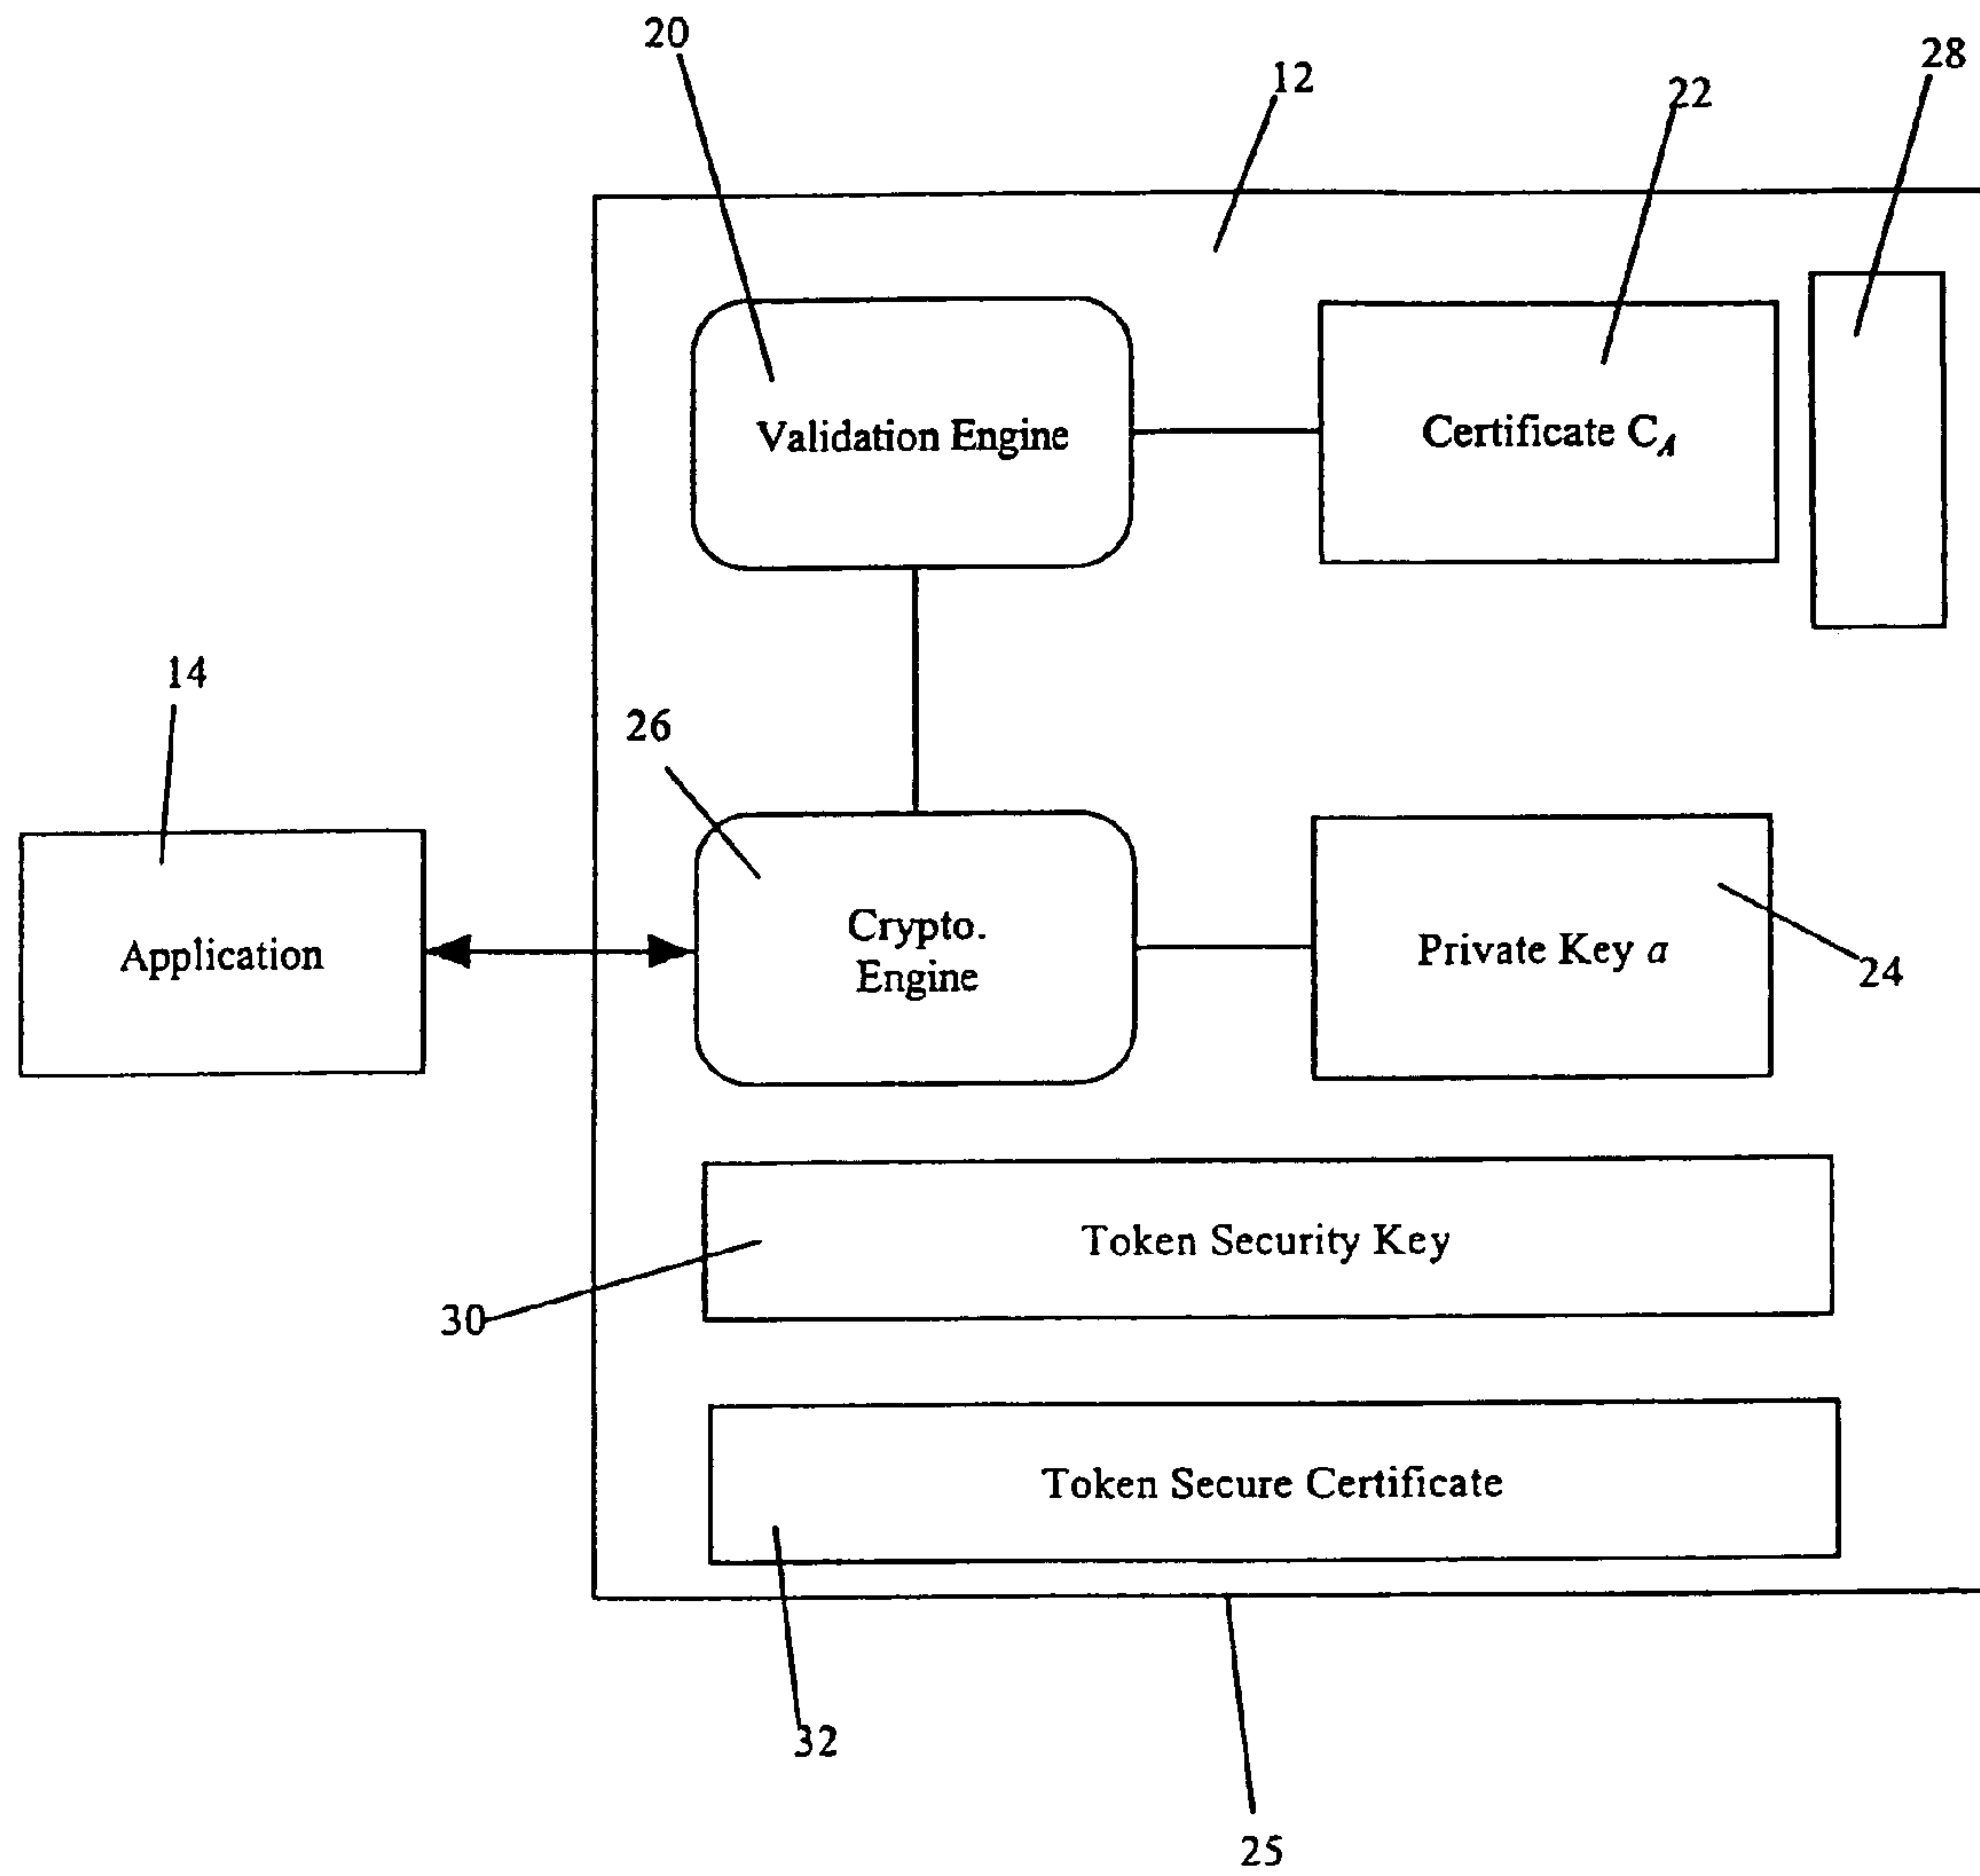 20
12
28
22
Validation Engine
Certificate C_A
14
26
Application
Crypto.
Engine
Private Key a
24
Token Security Key
30
Token Secure Certificate
32
25